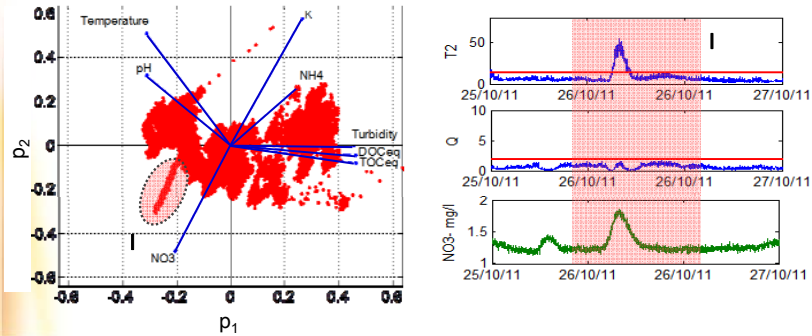 0.6
0.4
0.2
0
-0.2
-0.4
-0.6
p2
Temperature
K
pH
NH4
Turbidity
DOCeq
TOCeq
NO3
I
-0.6 -0.4 -0.2 0 0.2 0.4 0.6
p1
T2
50
0
I
25/10/11 26/10/11 26/10/11 27/10/11
Q
10
5
0
25/10/11 26/10/11 26/10/11 27/10/11
NO3- mg/l
2
1.5
1
25/10/11 26/10/11 26/10/11 27/10/11